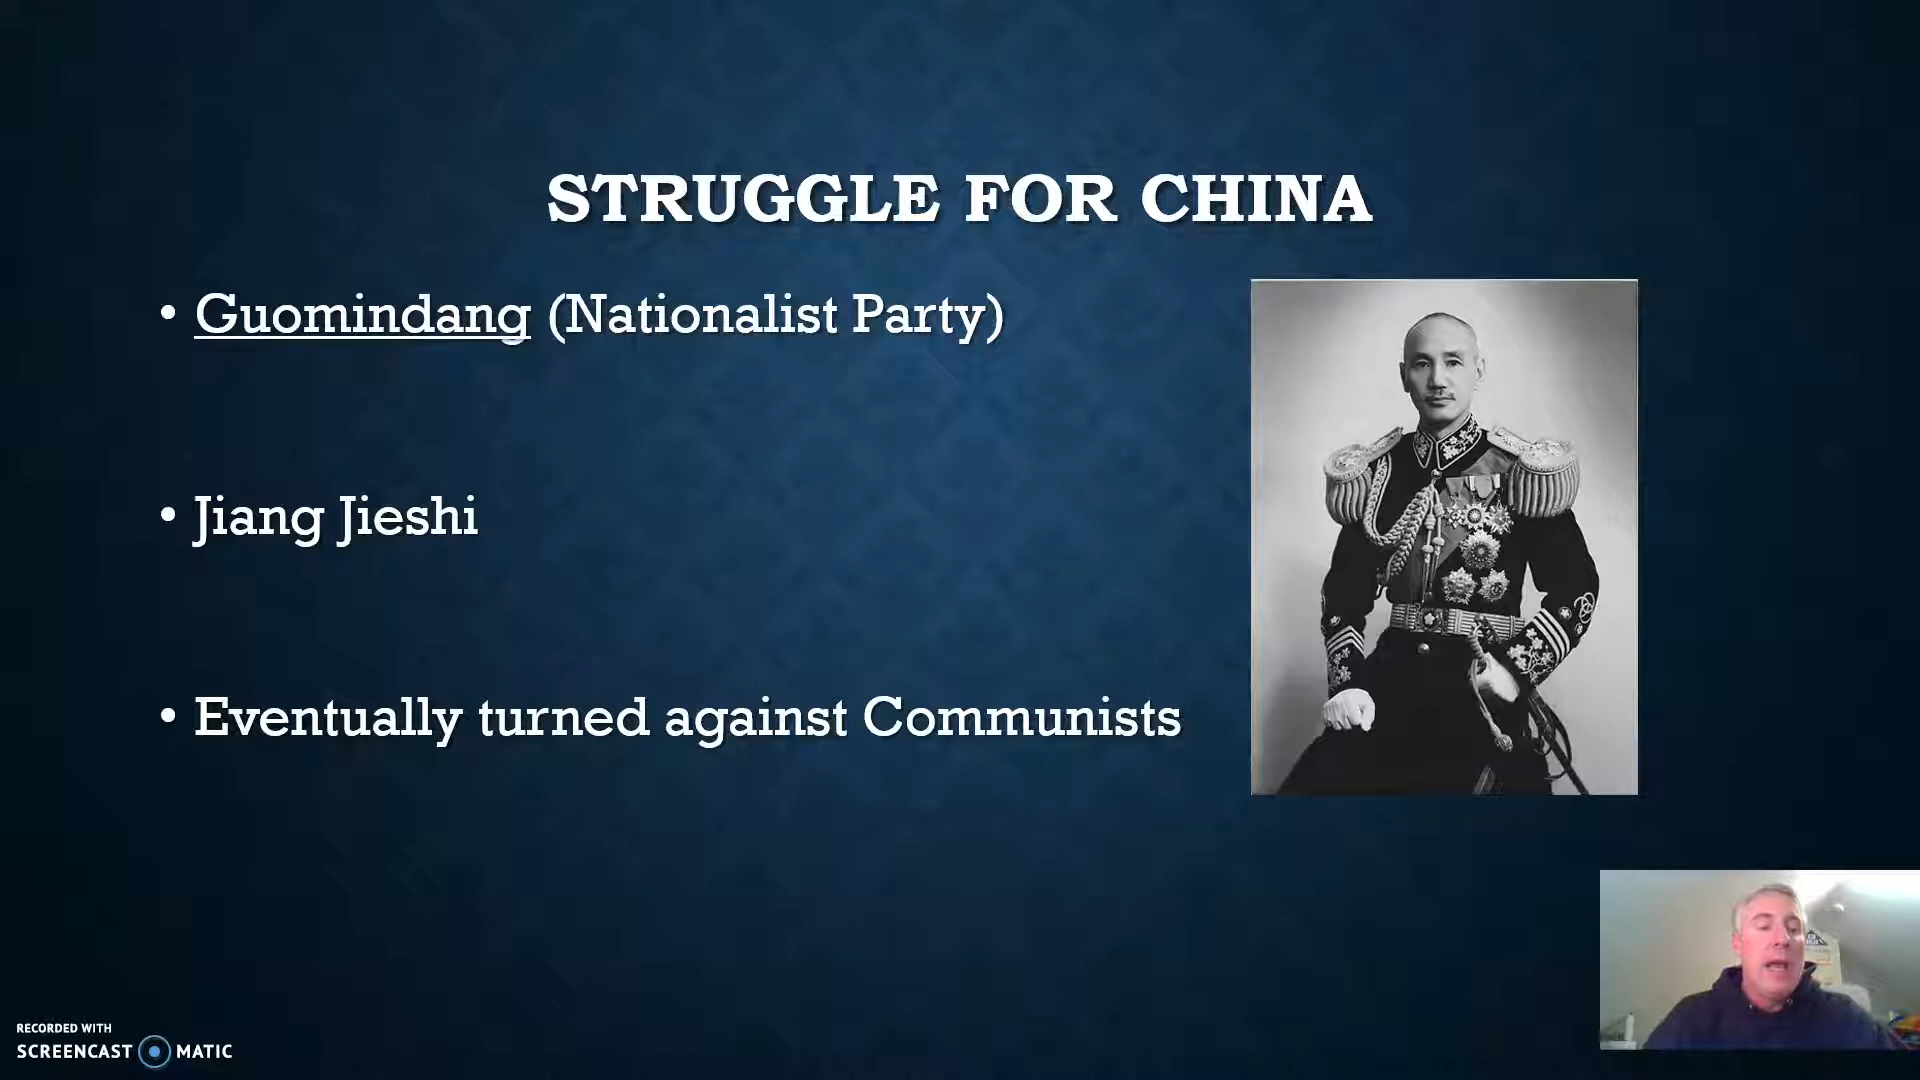 STRUGGLE FOR CHINA
• Guomindang (Nationalist Party)
• Jiang Jieshi
• Eventually turned against Communists
RECORDED WITH
SCREENCAST MATIC